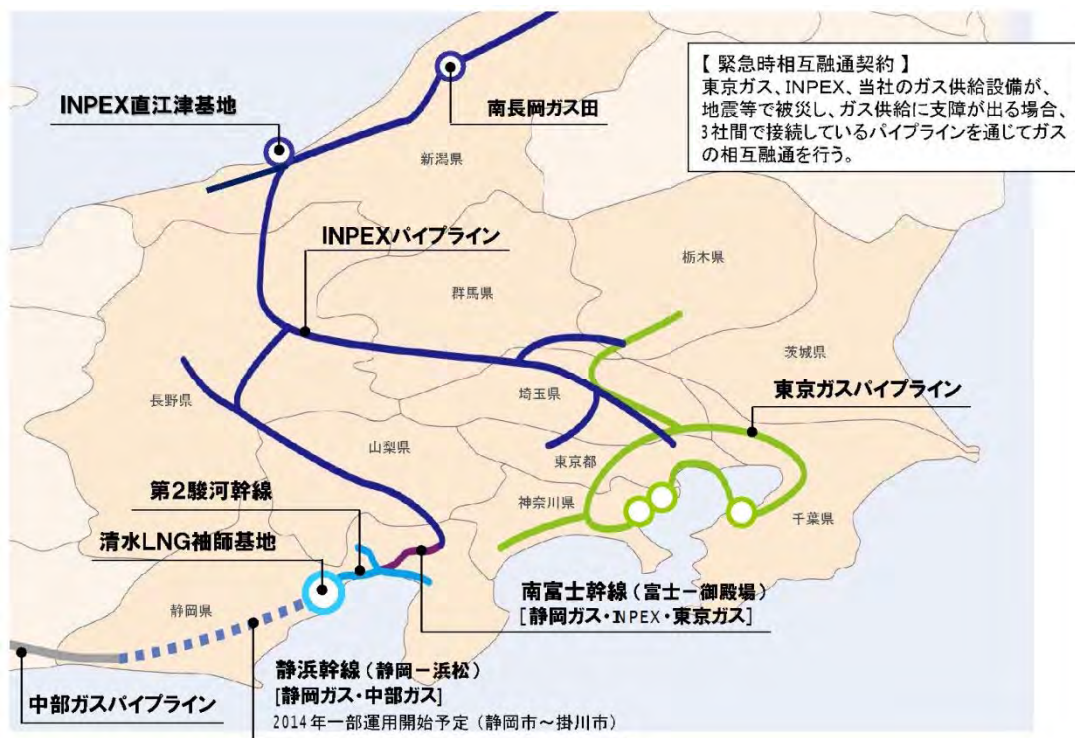 【 緊急時相互融通契約 】
東京ガス、INPEX、当社のガス供給設備が、
地震等で被災し、ガス供給に支障が出る場合、
3社間で接続しているパイプラインを通じてガス
の相互融通を行う。
INPEX直江津基地
南長岡ガス田
新潟県
INPEXパイプライン
栃木県
群馬県
茨城県
東京ガスパイプライン
長野県
埼玉県
山梨県
東京都
神奈川県
千葉県
第2駿河幹線
清水LNG袖師基地
静岡県
南富士幹線(富士-御殿場)
[静岡ガス・INPEX・東京ガス]
静浜幹線(静岡-浜松)
[静岡ガス・中部ガス]
2014年一部運用開始予定(静岡市~掛川市)
中部ガスパイプライン